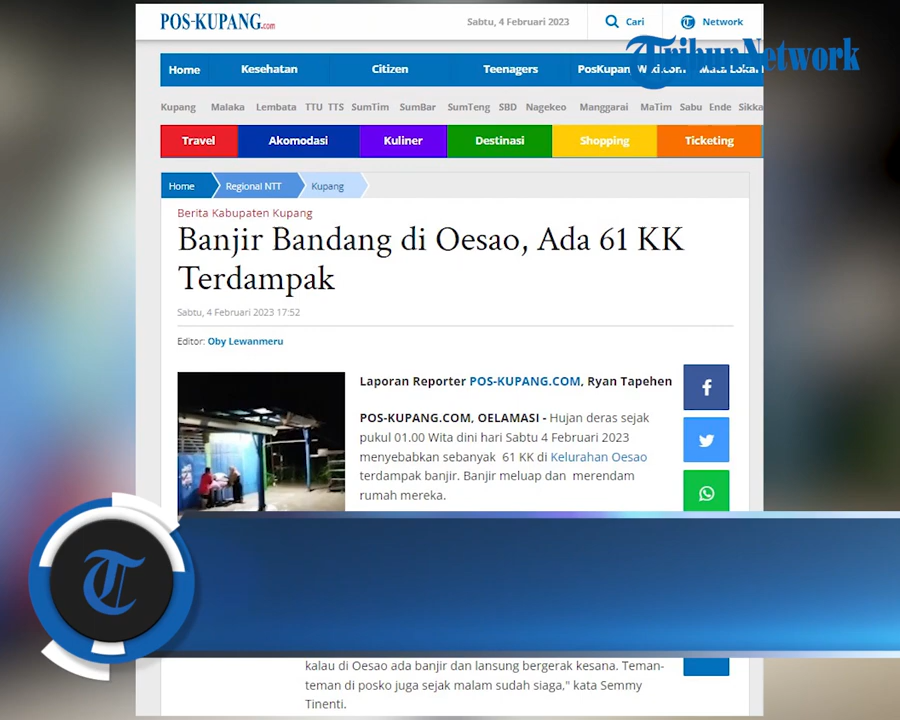 POS-KUPANG.com
Sabtu, 4 Februari 2023
Cari
Network
TribunNetwork
Home Kesehatan Citizen Teenagers PosKupang Wiki.com Mata Lokal
Kupang Malaka Lembata TTU TTS SumTim SumBar SumTeng SBD Nagekeo Manggarai MaTim Sabu Ende Sikka
Travel Akomodasi Kuliner Destinasi Shopping Ticketing
Home Regional NTT Kupang
Berita Kabupaten Kupang
Banjir Bandang di Oesao, Ada 61 KK
Terdampak
Sabtu, 4 Februari 2023 17:52
Editor: Oby Lewanmeru
Laporan Reporter POS-KUPANG.COM, Ryan Tapehen
POS-KUPANG.COM, OELAMASI - Hujan deras sejak
pukul 01.00 Wita dini hari Sabtu 4 Februari 2023
menyebabkan sebanyak 61 KK di Kelurahan Oesao
terdampak banjir. Banjir meluap dan merendam
rumah mereka.
kalau di Oesao ada banjir dan lansung bergerak kesana. Teman-
teman di posko juga sejak malam sudah siaga," kata Semmy
Tinenti.